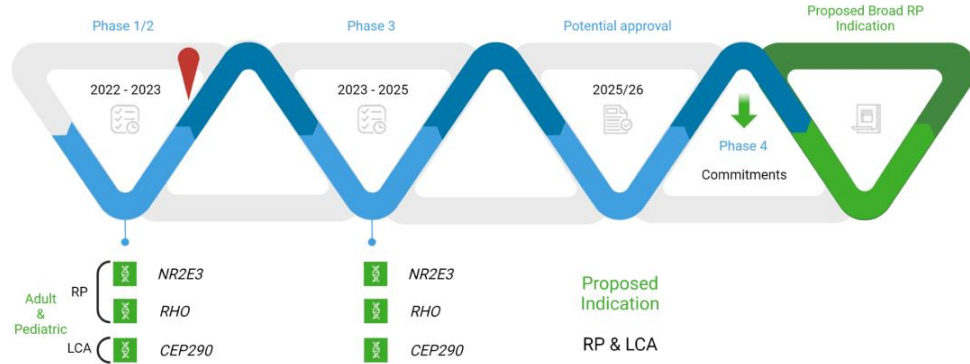 Phase 1/2
Phase 3
Potential approval
Proposed Broad RP
Indication
2022 - 2023
2023 - 2025
2025/26
Phase 4
Commitments
Adult
&
Pediatric
RP
LCA
NR2E3
RHO
CEP290
NR2E3
RHO
CEP290
Proposed
Indication
RP & LCA